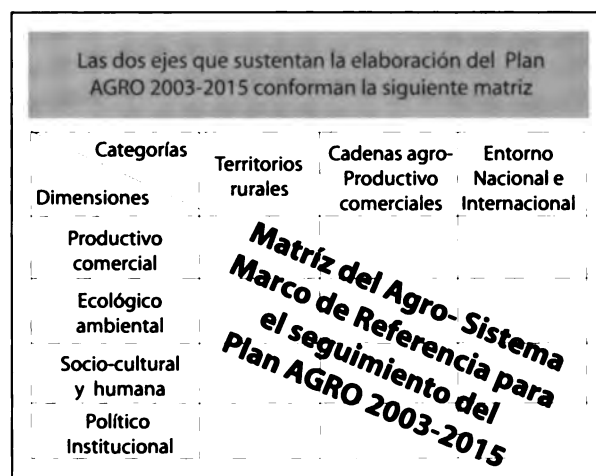 Las dos ejes que sustentan la elaboración del Plan
AGRO 2003-2015 conforman la siguiente matriz
Categorías
Dimensiones
Territorios
rurales
Cadenas agro-
Productivo
comerciales
Entorno
Nacional e
Internacional
Productivo
comercial
Ecológico
ambiental
Socio-cultural
y humana
Político
Institucional
Matríz del Agro- Sistema
Marco de Referencia para
el seguimiento del
Plan AGRO 2003-2015